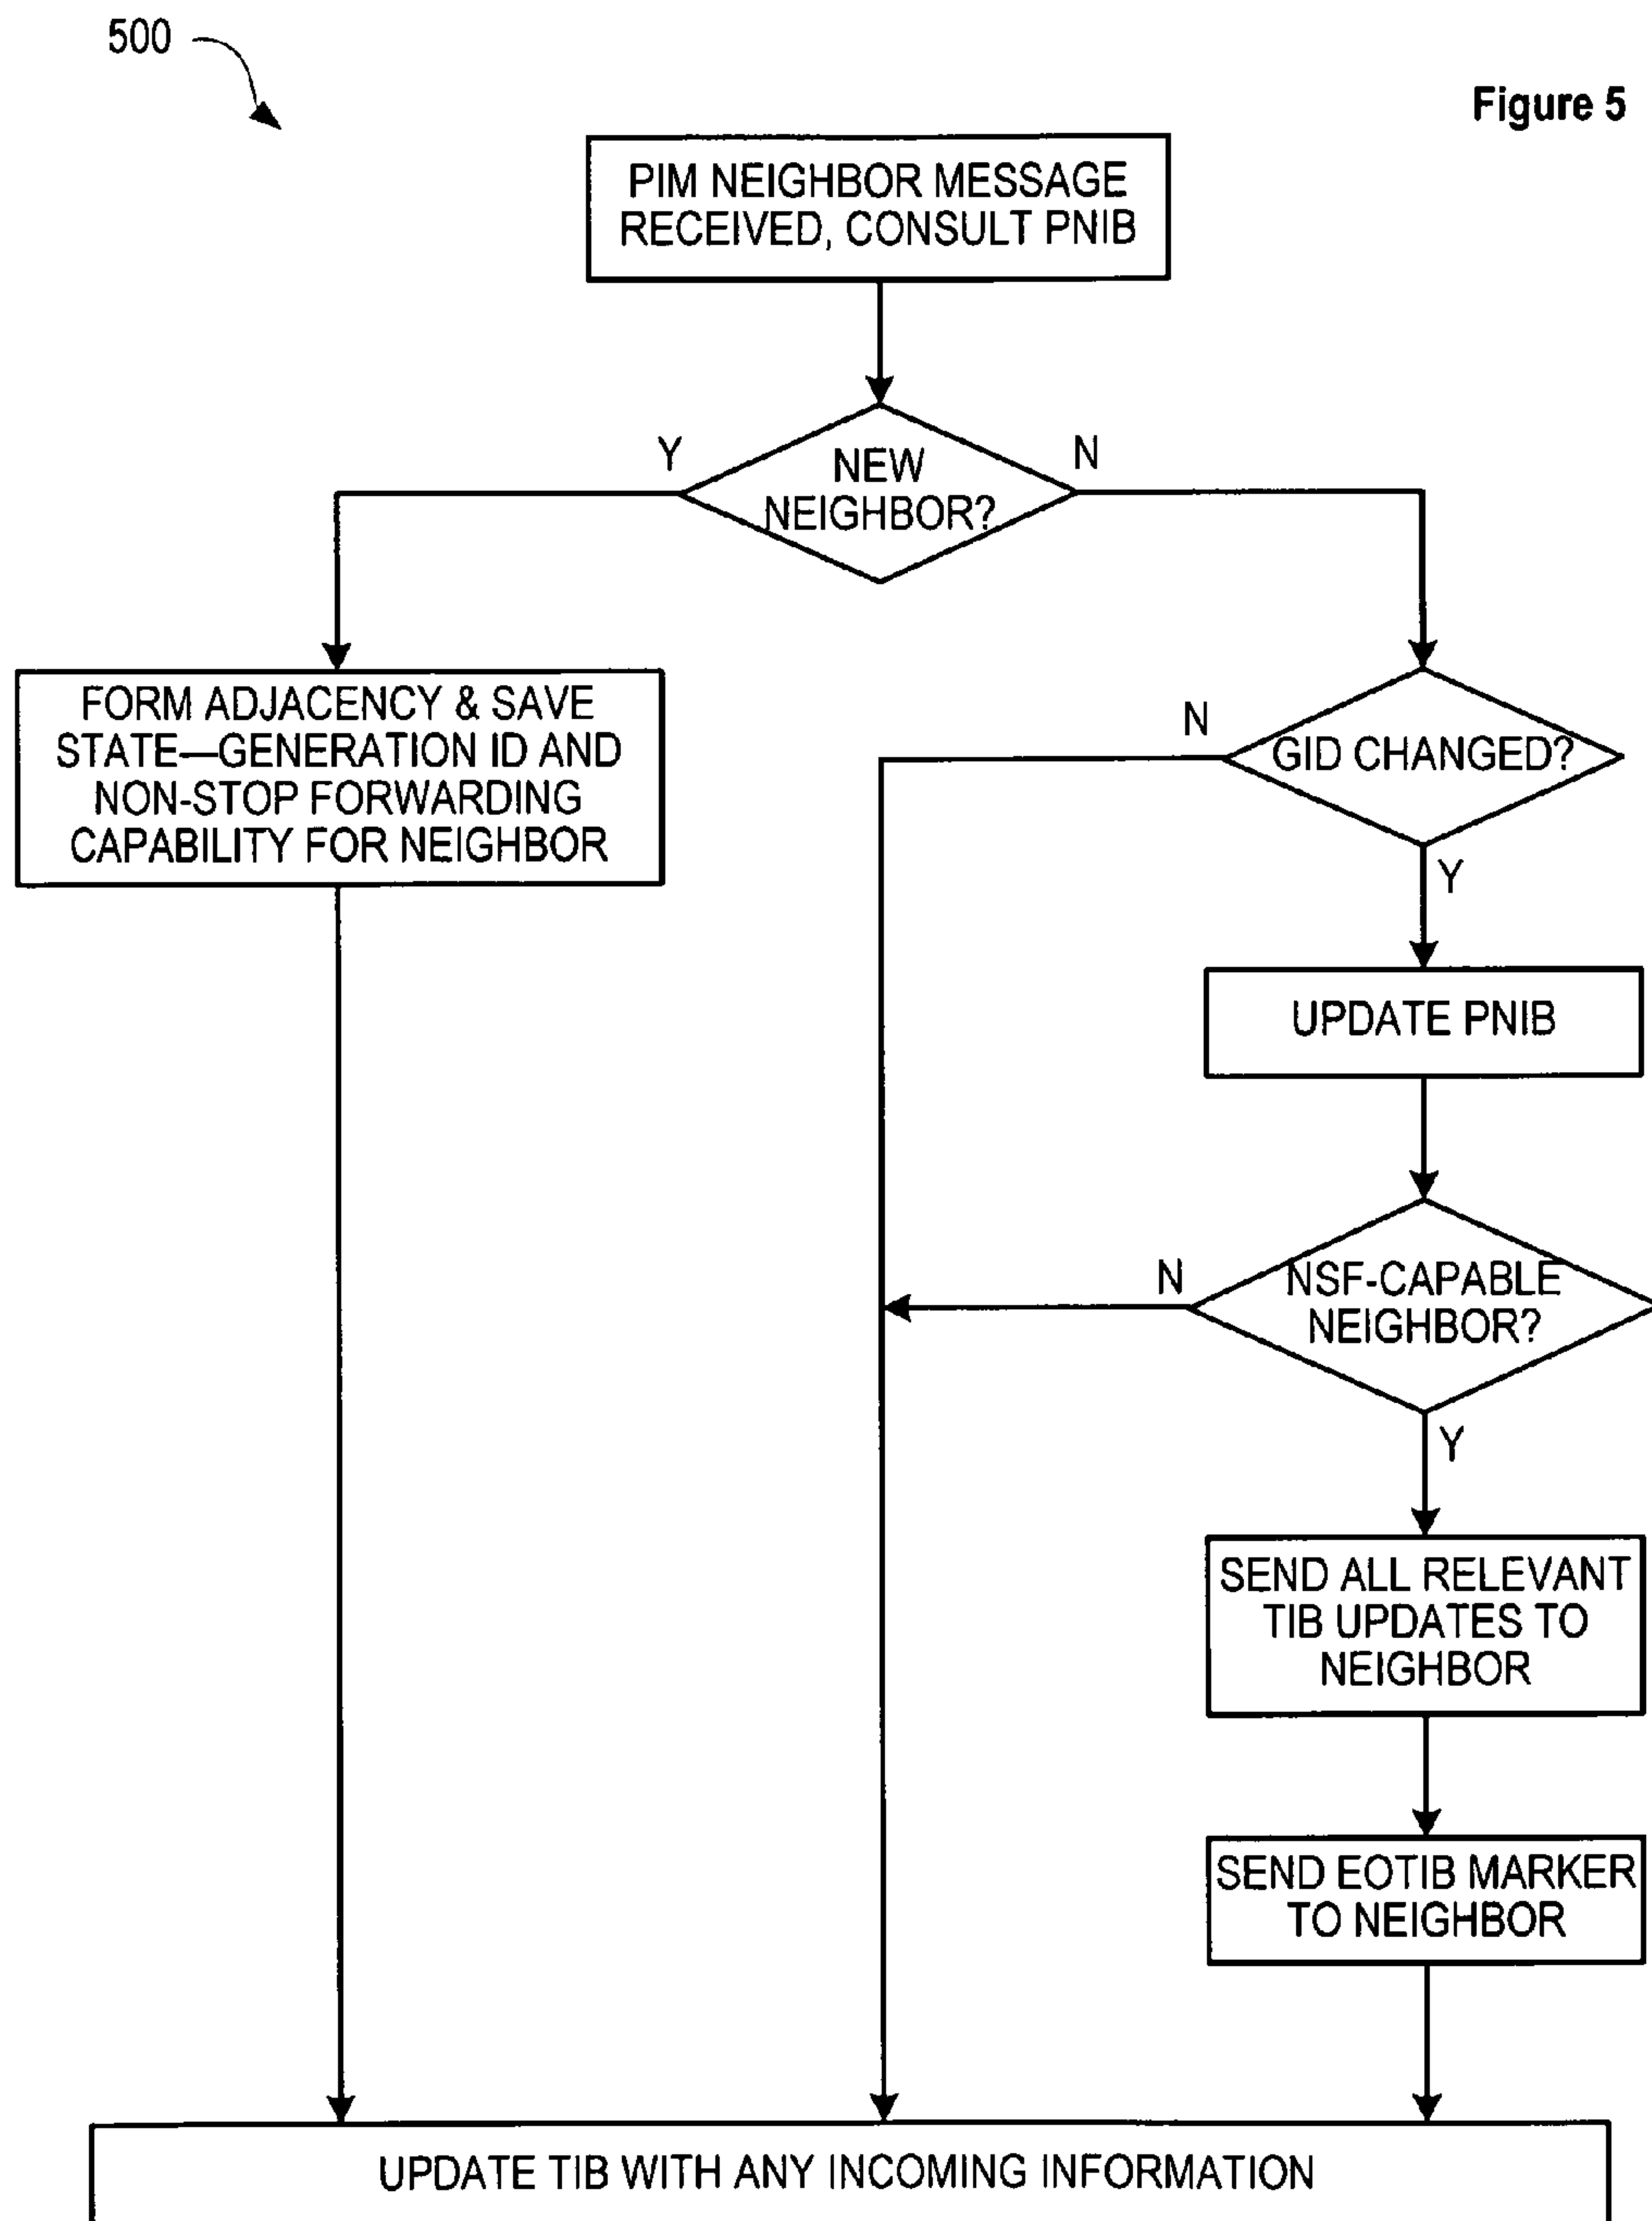 500
Figure 5
PIM NEIGHBOR MESSAGE
RECEIVED, CONSULT PNIB
Y
NEW
NEIGHBOR?
N
FORM ADJACENCY & SAVE
STATE—GENERATION ID AND
NON-STOP FORWARDING
CAPABILITY FOR NEIGHBOR
N
GID CHANGED?
Y
UPDATE PNIB
N
NSF-CAPABLE
NEIGHBOR?
Y
SEND ALL RELEVANT
TIB UPDATES TO
NEIGHBOR
SEND EOTIB MARKER
TO NEIGHBOR
UPDATE TIB WITH ANY INCOMING INFORMATION